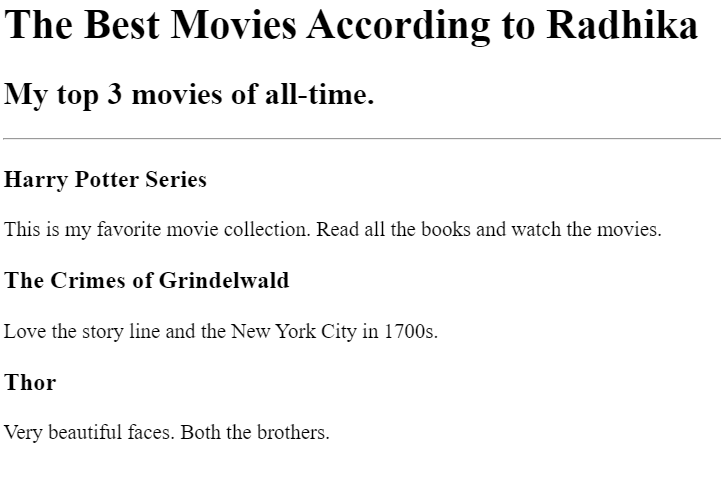 The Best Movies According to Radhika
My top 3 movies of all-time.
Harry Potter Series
This is my favorite movie collection. Read all the books and watch the movies.
The Crimes of Grindelwald
Love the story line and the New York City in 1700s.
Thor
Very beautiful faces. Both the brothers.